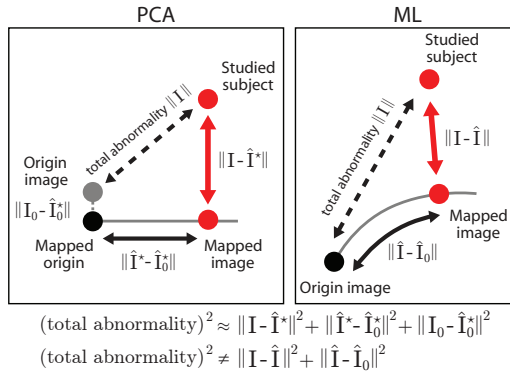 PCA
Studied
subject
total abnormality ‖I‖
‖I-Î*‖
Origin
image
‖I₀-Î₀*‖
Mapped
origin
‖Î*-Î₀*‖
Mapped
image
ML
Studied
subject
total abnormality ‖I‖
‖I-Î‖
Mapped
image
‖Î-Î₀‖
Origin image
(total abnormality)² ≈ ‖I-Î*‖² + ‖Î*-Î₀*‖² + ‖I₀-Î₀*‖²
(total abnormality)² ≠ ‖I-Î‖² + ‖Î-Î₀‖²